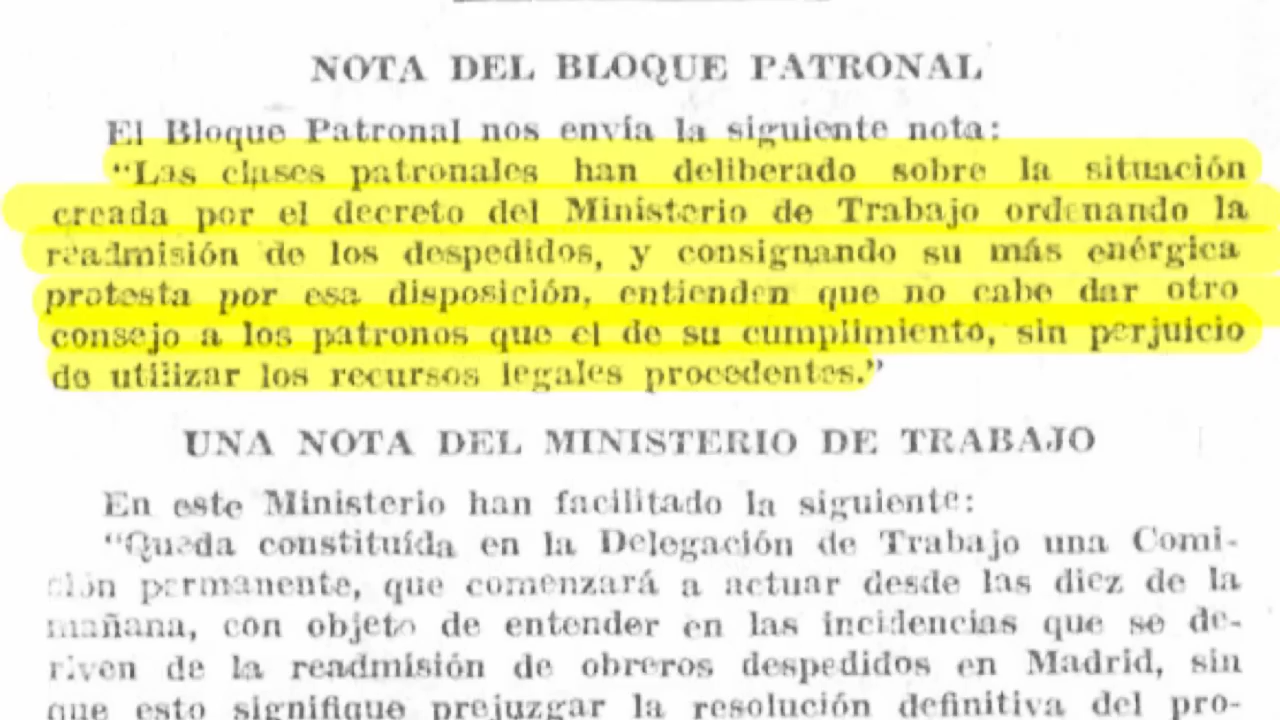 NOTA DEL BLOQUE PATRONAL
El Bloque Patronal nos envía la siguiente nota:
“Las clases patronales han deliberado sobre la situación
creada por el decreto del Ministerio de Trabajo ordenando la
readmisión de los despedidos, y consignando su más enérgica
protesta por esa disposición, entienden que no cabe dar otro
consejo a los patronos que el de su cumplimiento, sin perjuicio
de utilizar los recursos legales procedentes.”
UNA NOTA DEL MINISTERIO DE TRABAJO
En este Ministerio han facilitado la siguiente:
“Queda constituída en la Delegación de Trabajo una Comi-
ción permanente, que comenzará a actuar desde las diez de la
mañana, con objeto de entender en las incidencias que se de-
riven de la readmisión de obreros despedidos en Madrid, sin
que esto signifique prejuzgar la resolución definitiva del pro-